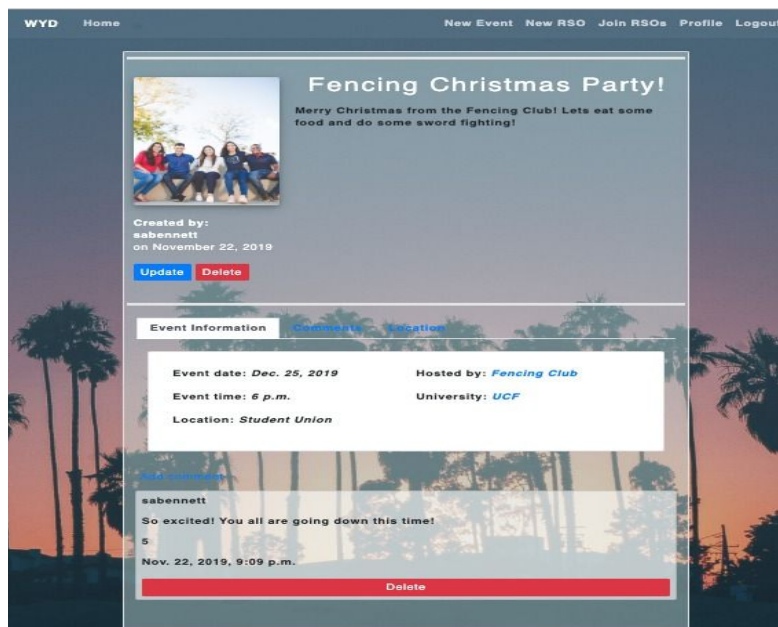 WYD Home New Event New RSO Join RSOs Profile Logout
Fencing Christmas Party!
Merry Christmas from the Fencing Club! Lets eat some
food and do some sword fighting!
Created by:
sabennett
on November 22, 2019
Update Delete
Event Information Comments Location
Event date: Dec. 25, 2019 Hosted by: Fencing Club
Event time: 6 p.m. University: UCF
Location: Student Union
Add comment
sabennett
So excited! You all are going down this time!
5
Nov. 22, 2019, 9:09 p.m.
Delete